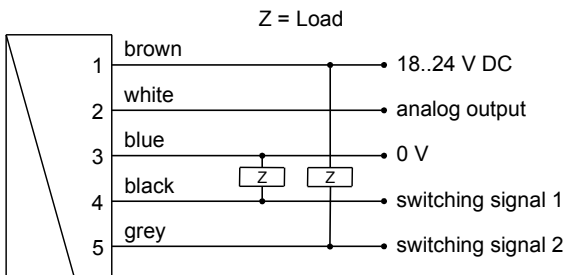 Z = Load
brown
1
18..24 V DC
white
2
analog output
blue
3
0 V
Z
Z
black
4
switching signal 1
grey
5
switching signal 2